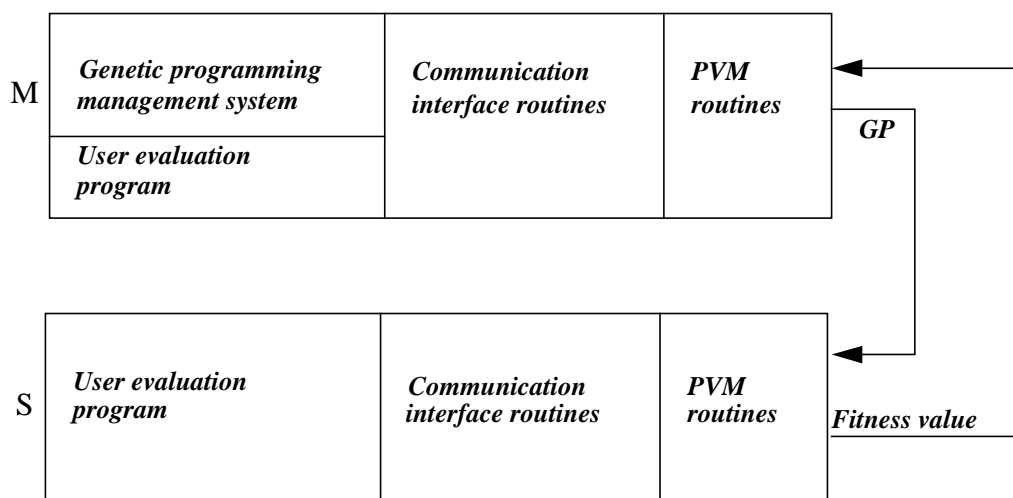 M
Genetic programming
management system
User evaluation
program
Communication
interface routines
PVM
routines
GP
S
User evaluation
program
Communication
interface routines
PVM
routines
Fitness value